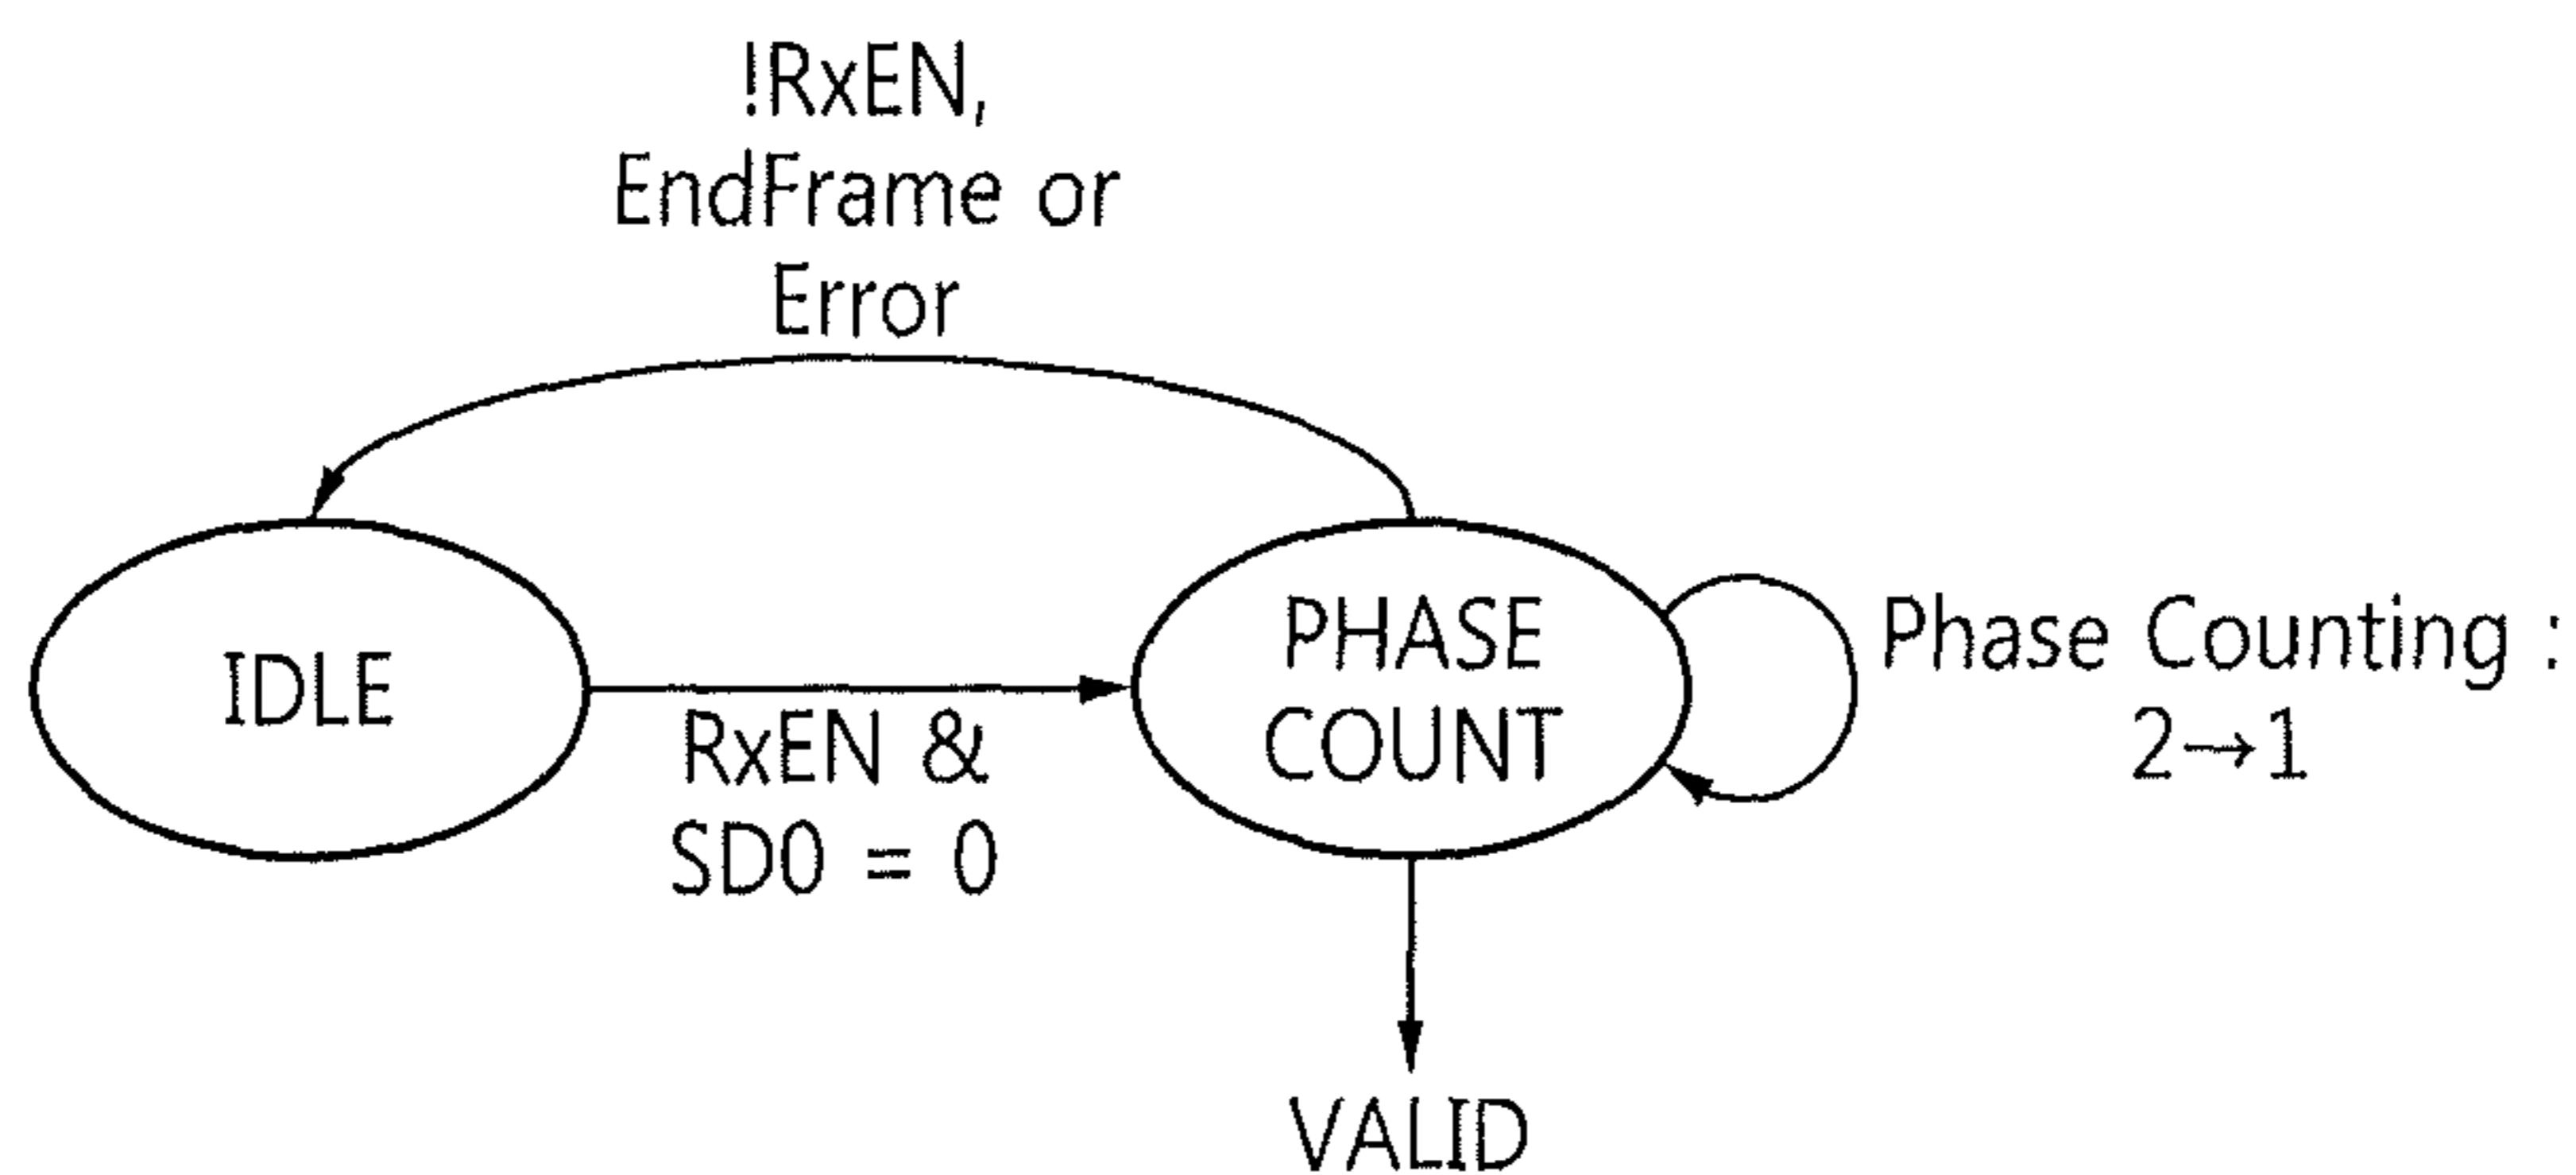 !RxEN,
EndFrame or
Error
IDLE
RxEN &
SD0 = 0
PHASE
COUNT
Phase Counting :
2→1
VALID